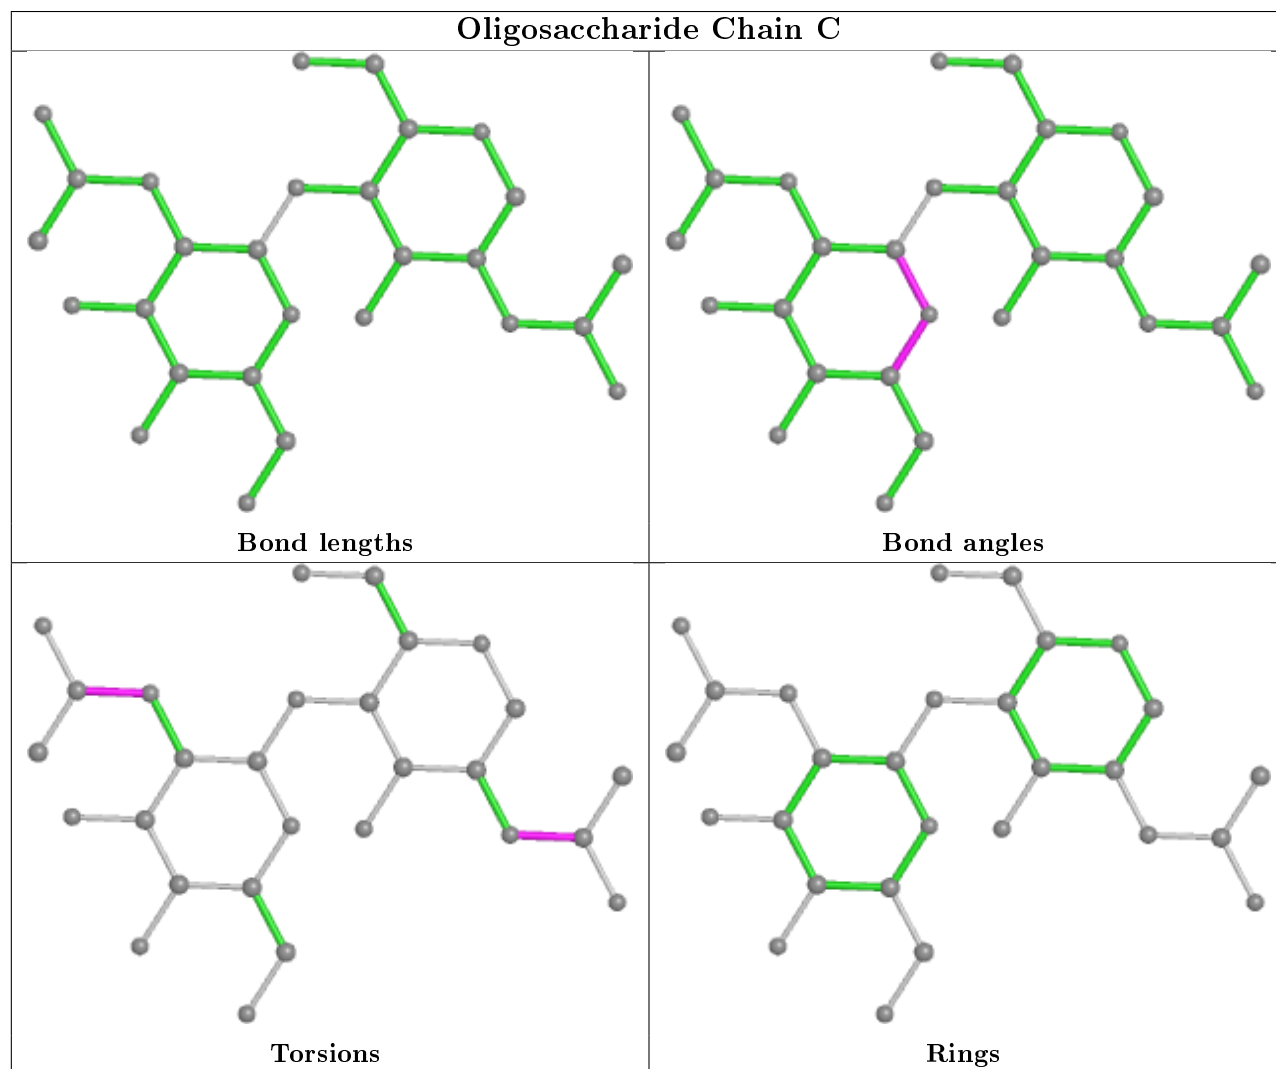 Oligosaccharide Chain C
Bond lengths
Bond angles
Torsions
Rings